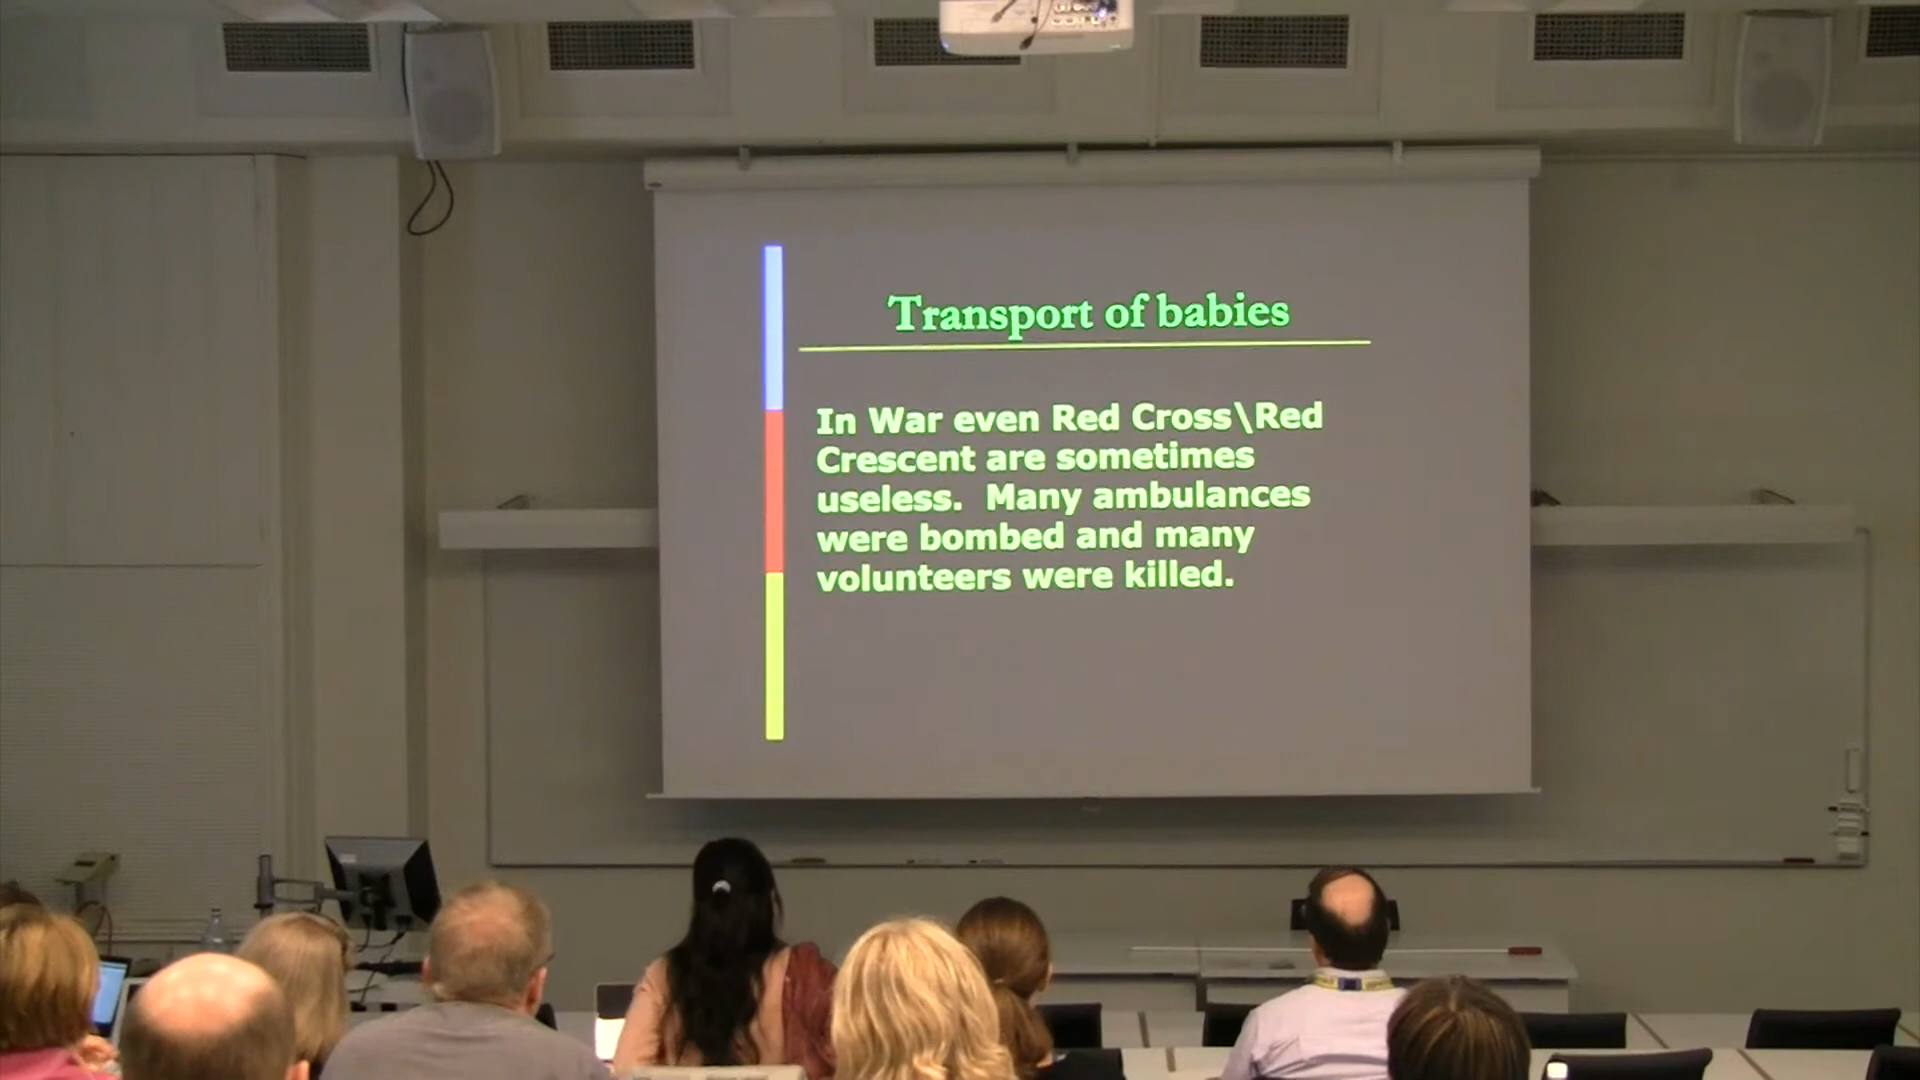 Transport of babies
In War even Red Cross\Red
Crescent are sometimes
useless.  Many ambulances
were bombed and many
volunteers were killed.